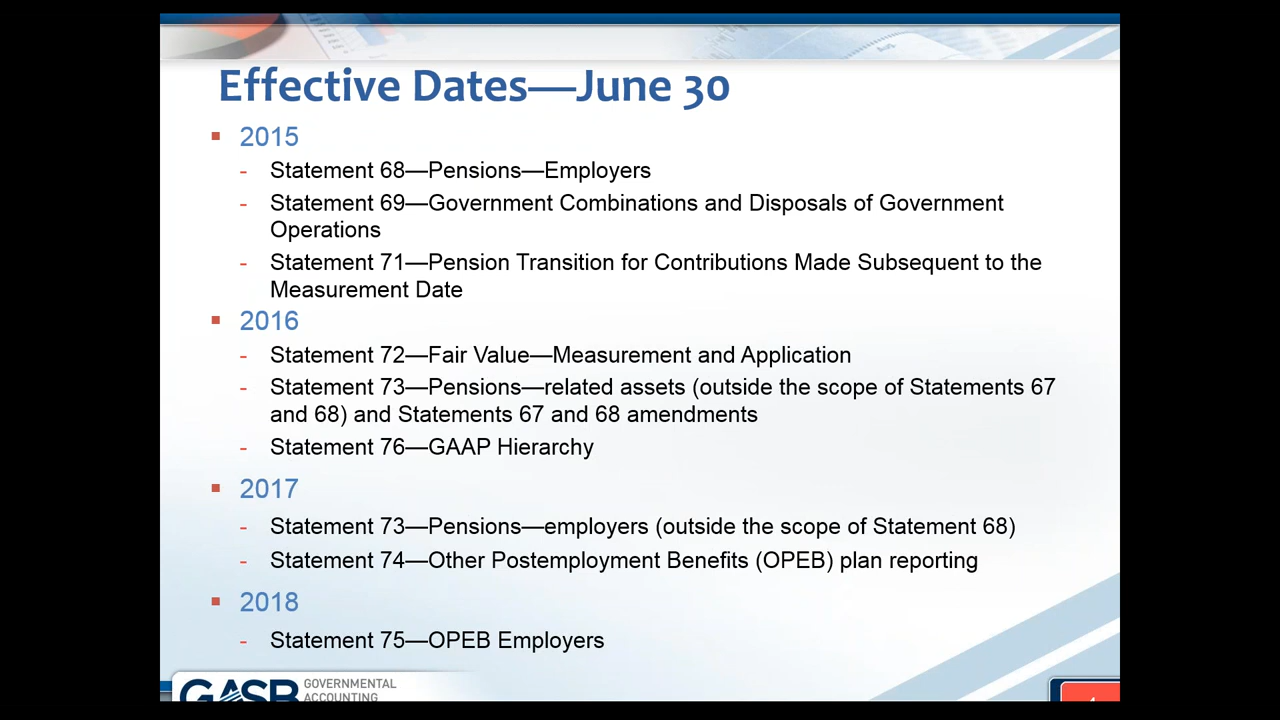 Effective Dates—June 30
2015
- Statement 68—Pensions—Employers
- Statement 69—Government Combinations and Disposals of Government
Operations
- Statement 71—Pension Transition for Contributions Made Subsequent to the
Measurement Date
2016
- Statement 72—Fair Value—Measurement and Application
- Statement 73—Pensions—related assets (outside the scope of Statements 67
and 68) and Statements 67 and 68 amendments
- Statement 76—GAAP Hierarchy
2017
- Statement 73—Pensions—employers (outside the scope of Statement 68)
- Statement 74—Other Postemployment Benefits (OPEB) plan reporting
2018
- Statement 75—OPEB Employers
GASB
GOVERNMENTAL
ACCOUNTING